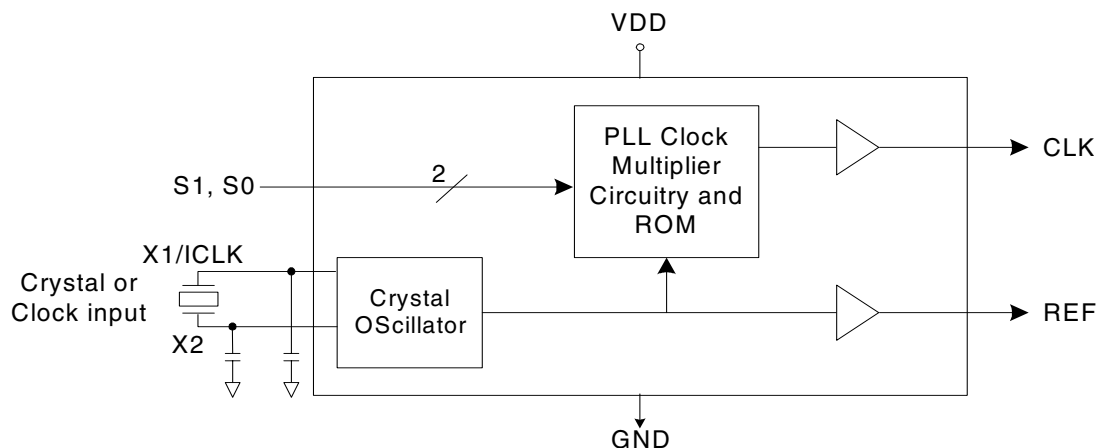 VDD
PLL Clock
Multiplier
Circuitry and
ROM
CLK
2
S1, S0
X1/ICLK
Crystal or
Clock input
X2
Crystal
OScillator
REF
GND